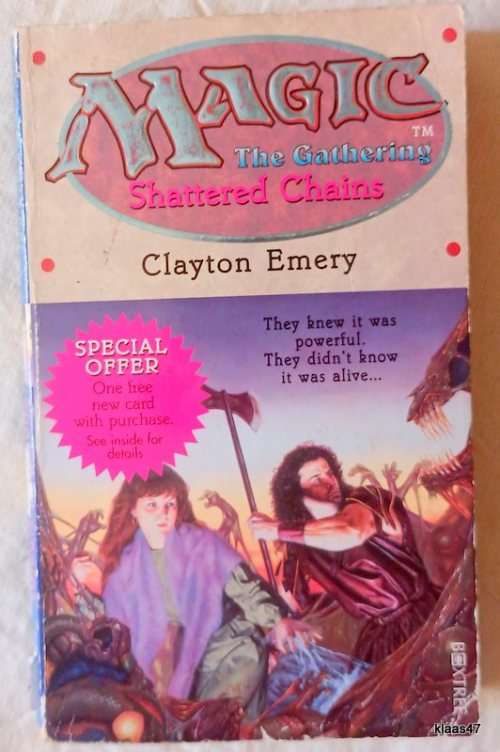 MAGIC
TM
The Gathering
Shattered Chains
Clayton Emery
They knew it was
powerful.
They didn't know
it was alive...
SPECIAL
OFFER
One free
new card
with purchase.
See inside for
details
BOXTREE
klaas47